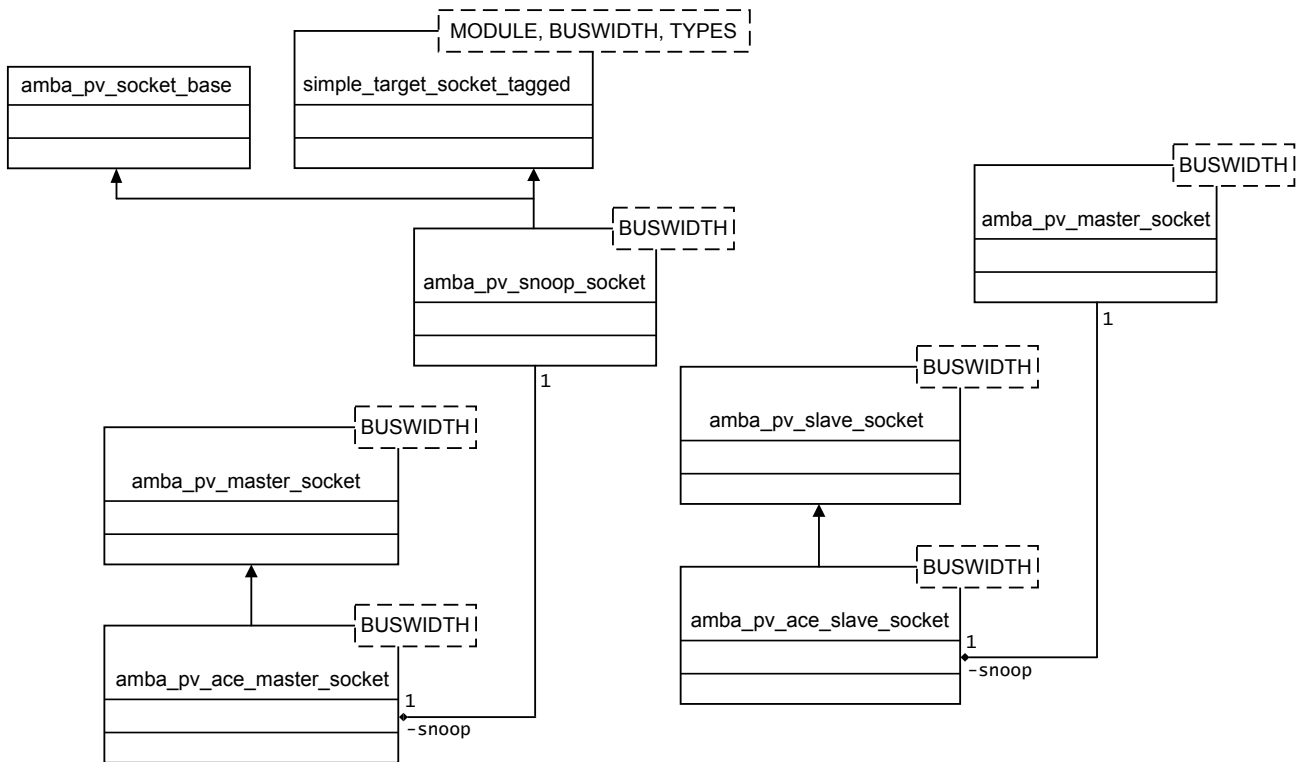 MODULE, BUSWIDTH, TYPES
amba_pv_socket_base
simple_target_socket_tagged
BUSWIDTH
amba_pv_master_socket
BUSWIDTH
amba_pv_snoop_socket
1
1
BUSWIDTH
amba_pv_slave_socket
BUSWIDTH
amba_pv_master_socket
BUSWIDTH
amba_pv_ace_slave_socket
1
-snoop
BUSWIDTH
amba_pv_ace_master_socket
1
-snoop